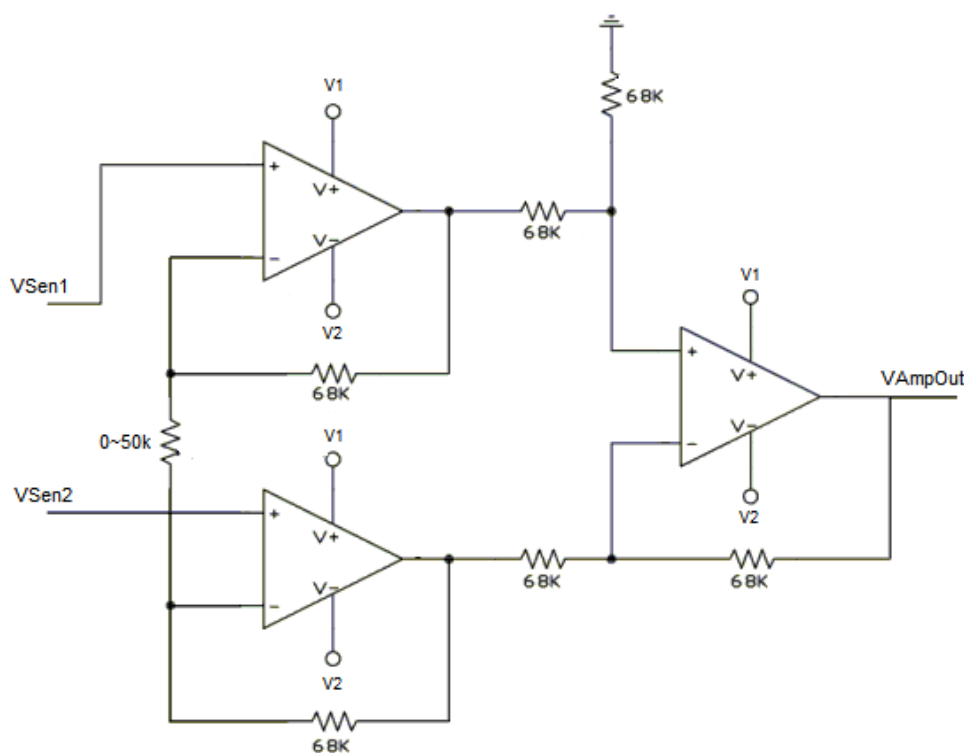 V1
68K
+
V+
V-
68K
-
VSen1
V1
V2
+
VAmpOut
68K
V+
0~50k
V1
V-
-
VSen2
+
V2
V+
68K
68K
V-
-
V2
68K